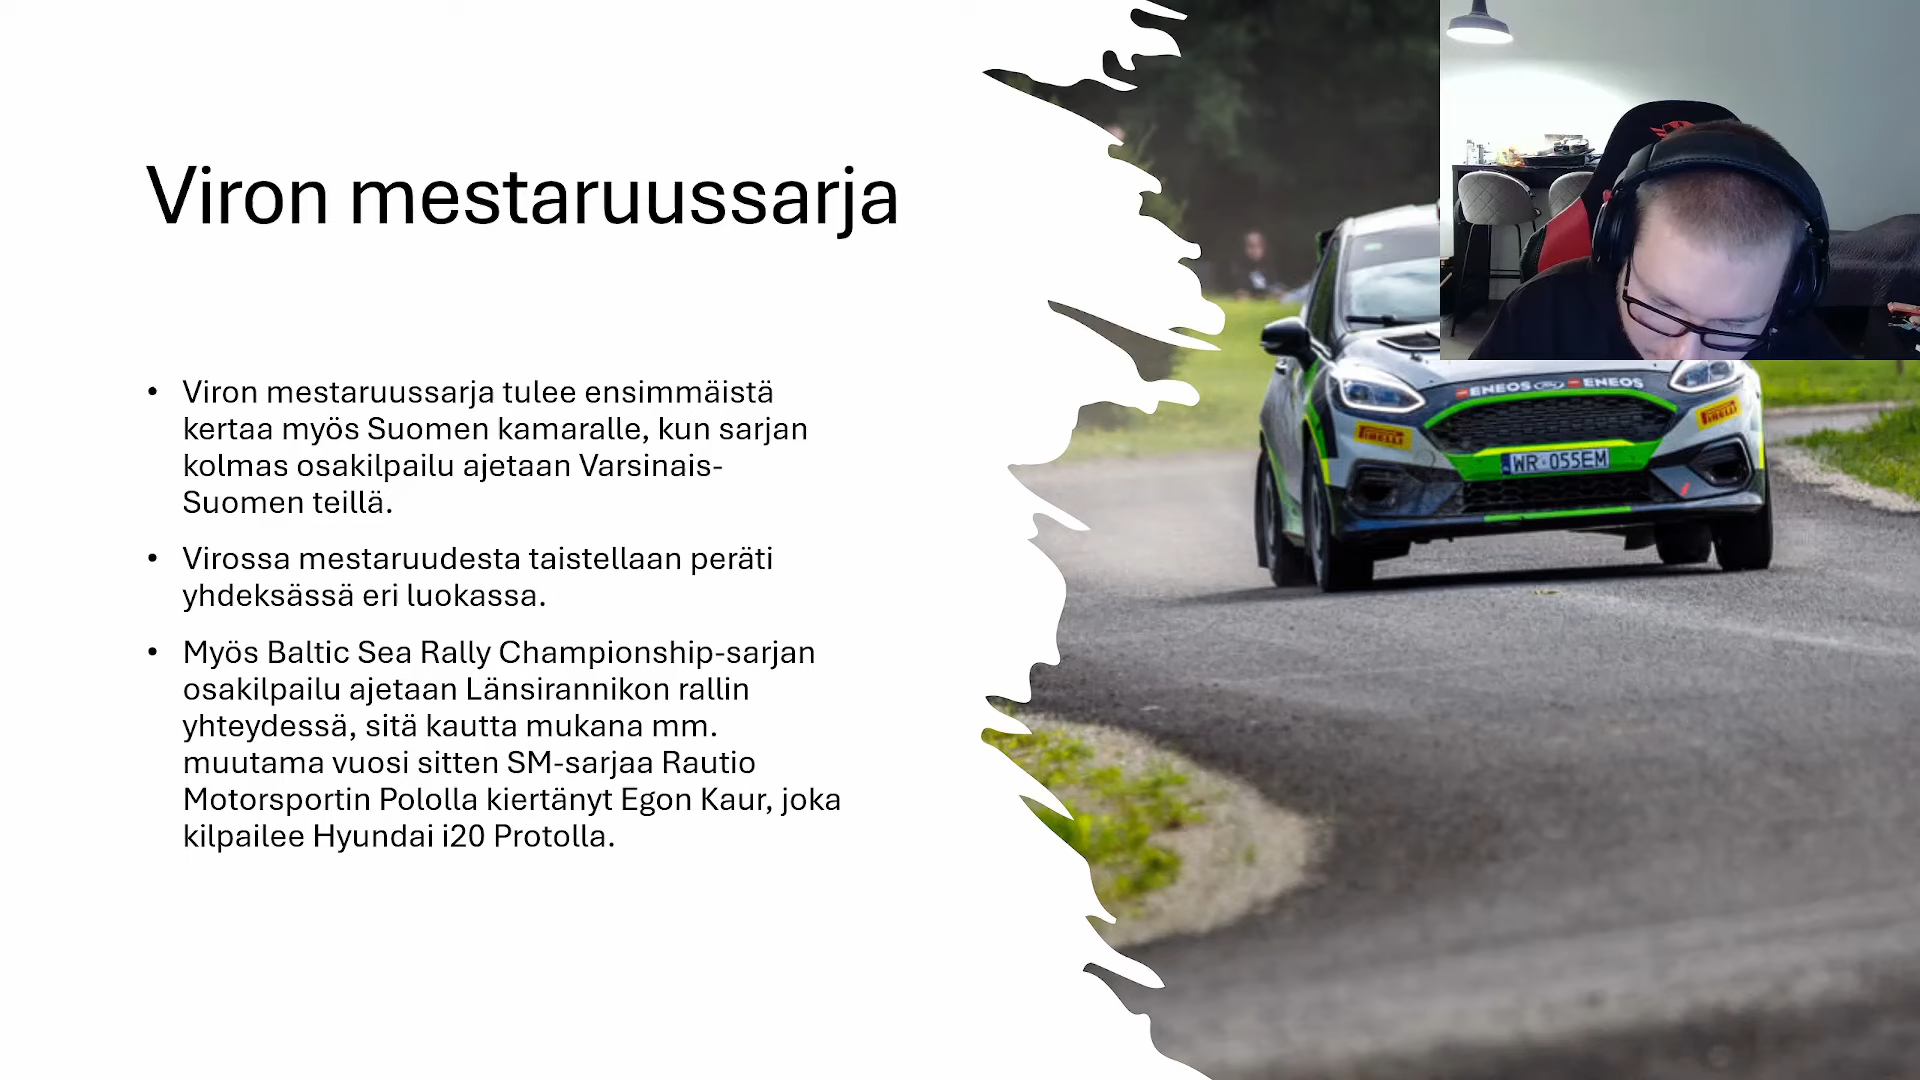 Viron mestaruussarja
• Viron mestaruussarja tulee ensimmäistä
kertaa myös Suomen kamaralle, kun sarjan
kolmas osakilpailu ajetaan Varsinais-
Suomen teillä.
• Virossa mestaruudesta taistellaan peräti
yhdeksässä eri luokassa.
• Myös Baltic Sea Rally Championship-sarjan
osakilpailu ajetaan Länsirannikon rallin
yhteydessä, sitä kautta mukana mm.
muutama vuosi sitten SM-sarjaa Rautio
Motorsportin Pololla kiertänyt Egon Kaur, joka
kilpailee Hyundai i20 Protolla.
ENEOS Ford ENEOS
PIRELLI
PIRELLI
WR 055EM